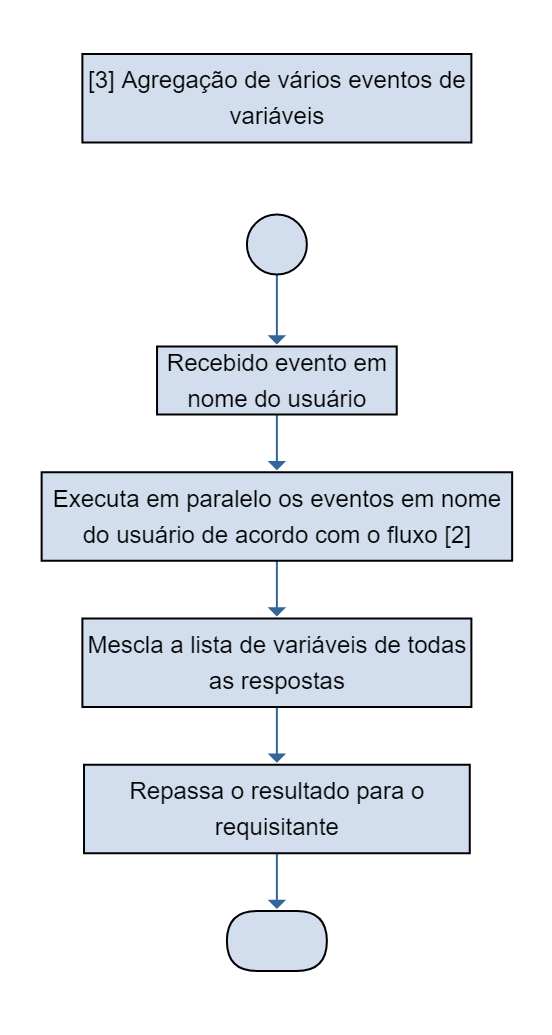 [3] Agregação de vários eventos de
variáveis
Recebido evento em
nome do usuário
Executa em paralelo os eventos em nome
do usuário de acordo com o fluxo [2]
Mescla a lista de variáveis de todas
as respostas
Repassa o resultado para o
requisitante